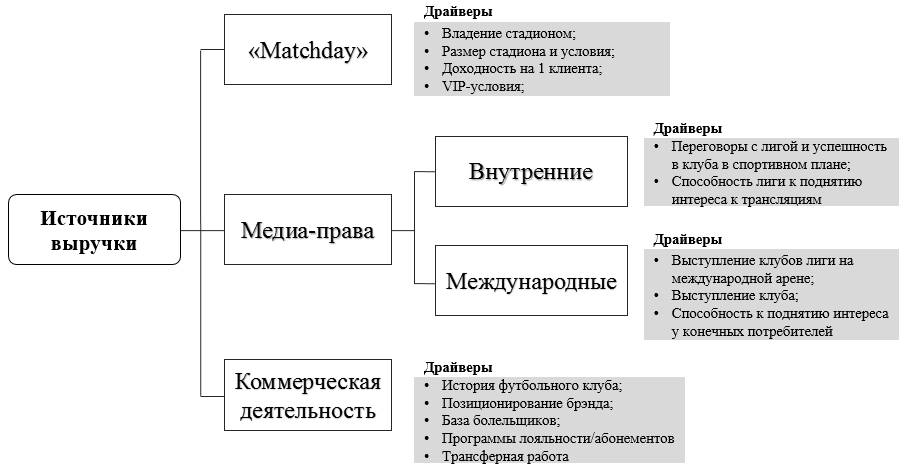 Драйверы
«Matchday»
• Владение стадионом;
• Размер стадиона и условия;
• Доходность на 1 клиента;
• VIP-условия;
Драйверы
Внутренние
• Переговоры с лигой и успешность
в клуба в спортивном плане;
• Способность лиги к поднятию
интереса к трансляциям
Источники
выручки
Медиа-права
Драйверы
Международные
• Выступление клубов лиги на
международной арене;
• Выступление клуба;
• Способность к поднятию интереса
у конечных потребителей
Драйверы
Коммерческая
деятельность
• История футбольного клуба;
• Позиционирование брэнда;
• База болельщиков;
• Программы лояльности/абонементов
• Трансферная работа